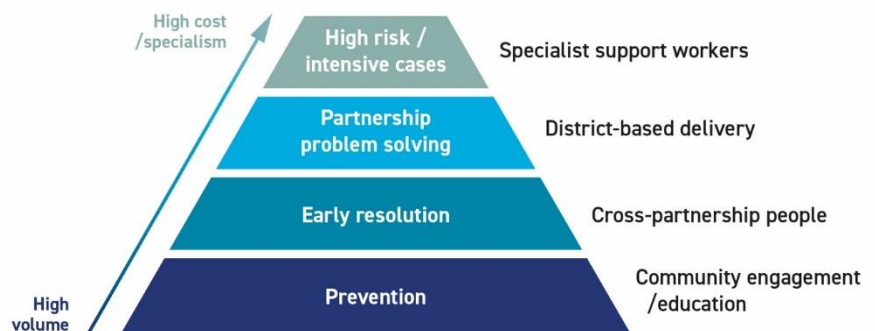 High cost
/specialism
High risk /
intensive cases
Specialist support workers
Partnership
problem solving
District-based delivery
Early resolution
Cross-partnership people
Prevention
Community engagement
/education
High
volume